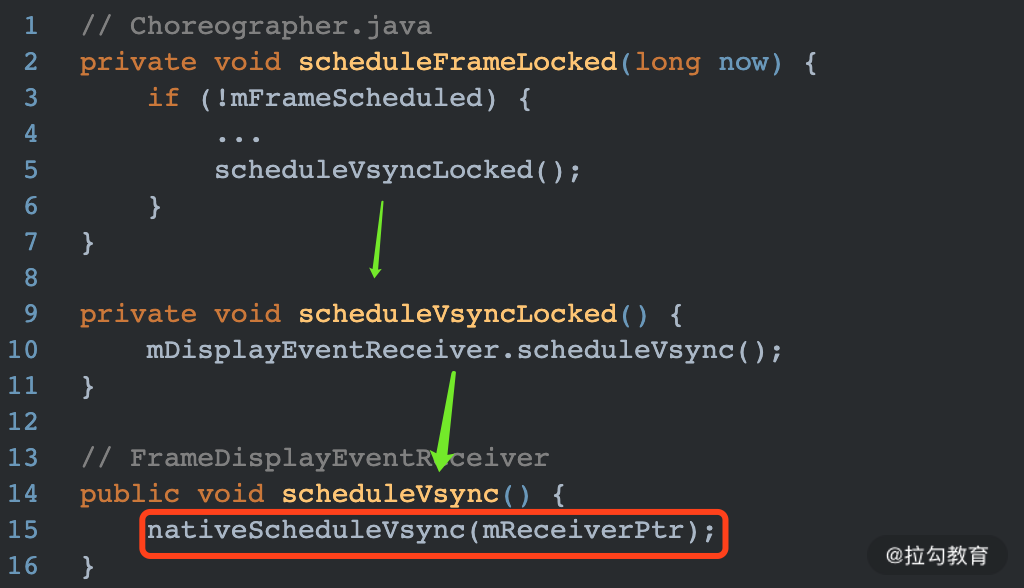 1 // Choreographer.java
2 private void scheduleFrameLocked(long now) {
3 if (!mFrameScheduled) {
4 ...
5 scheduleVsyncLocked();
6 }
7 }
8
9 private void scheduleVsyncLocked() {
10 mDisplayEventReceiver.scheduleVsync();
11 }
12
13 // FrameDisplayEventReceiver
14 public void scheduleVsync() {
15 nativeScheduleVsync(mReceiverPtr);
16 }
@拉勾教育